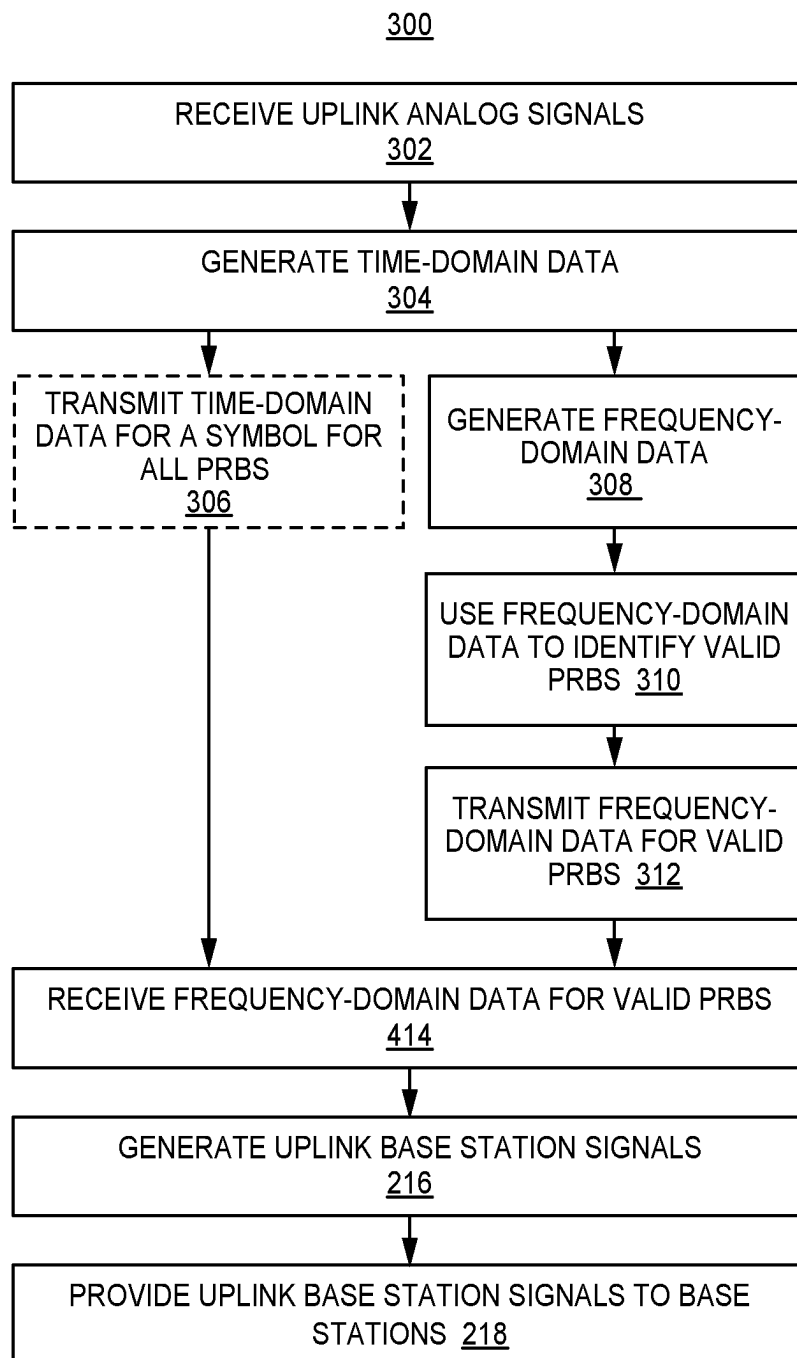 300
RECEIVE UPLINK ANALOG SIGNALS
302
GENERATE TIME-DOMAIN DATA
304
TRANSMIT TIME-DOMAIN
DATA FOR A SYMBOL FOR
ALL PRBS
306
GENERATE FREQUENCY-
DOMAIN DATA
308
USE FREQUENCY-DOMAIN
DATA TO IDENTIFY VALID
PRBS 310
TRANSMIT FREQUENCY-
DOMAIN DATA FOR VALID
PRBS 312
RECEIVE FREQUENCY-DOMAIN DATA FOR VALID PRBS
414
GENERATE UPLINK BASE STATION SIGNALS
216
PROVIDE UPLINK BASE STATION SIGNALS TO BASE
STATIONS 218